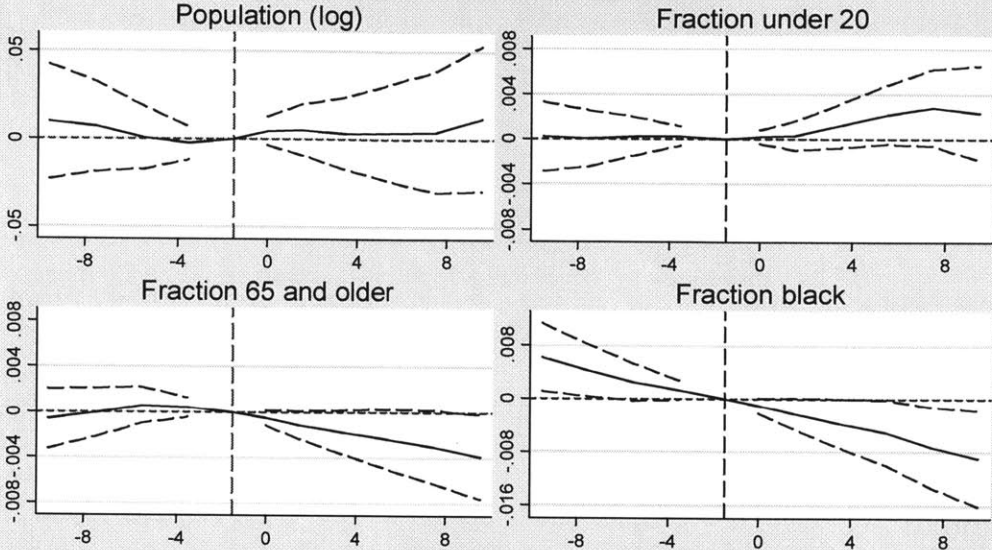 Population (log)
.05
0
-.05
-8 -4 0 4 8
Fraction under 20
.008
.004
0
-.004
-.008
-8 -4 0 4 8
Fraction 65 and older
.008
.004
0
-.004
-.008
-8 -4 0 4 8
Fraction black
.008
0
-.008
-.016
-8 -4 0 4 8